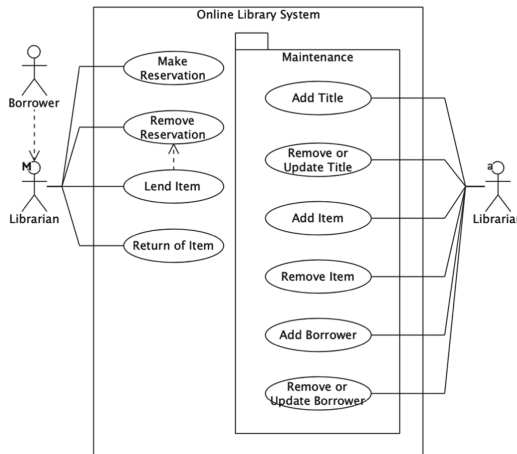 Online Library System
Make
Reservation
Maintenance
Borrower
Add Title
Remove
Reservation
Remove or
Update Title
M
a
Lend Item
Librarian
Librarian
Add Item
Return of Item
Remove Item
Add Borrower
Remove or
Update Borrower